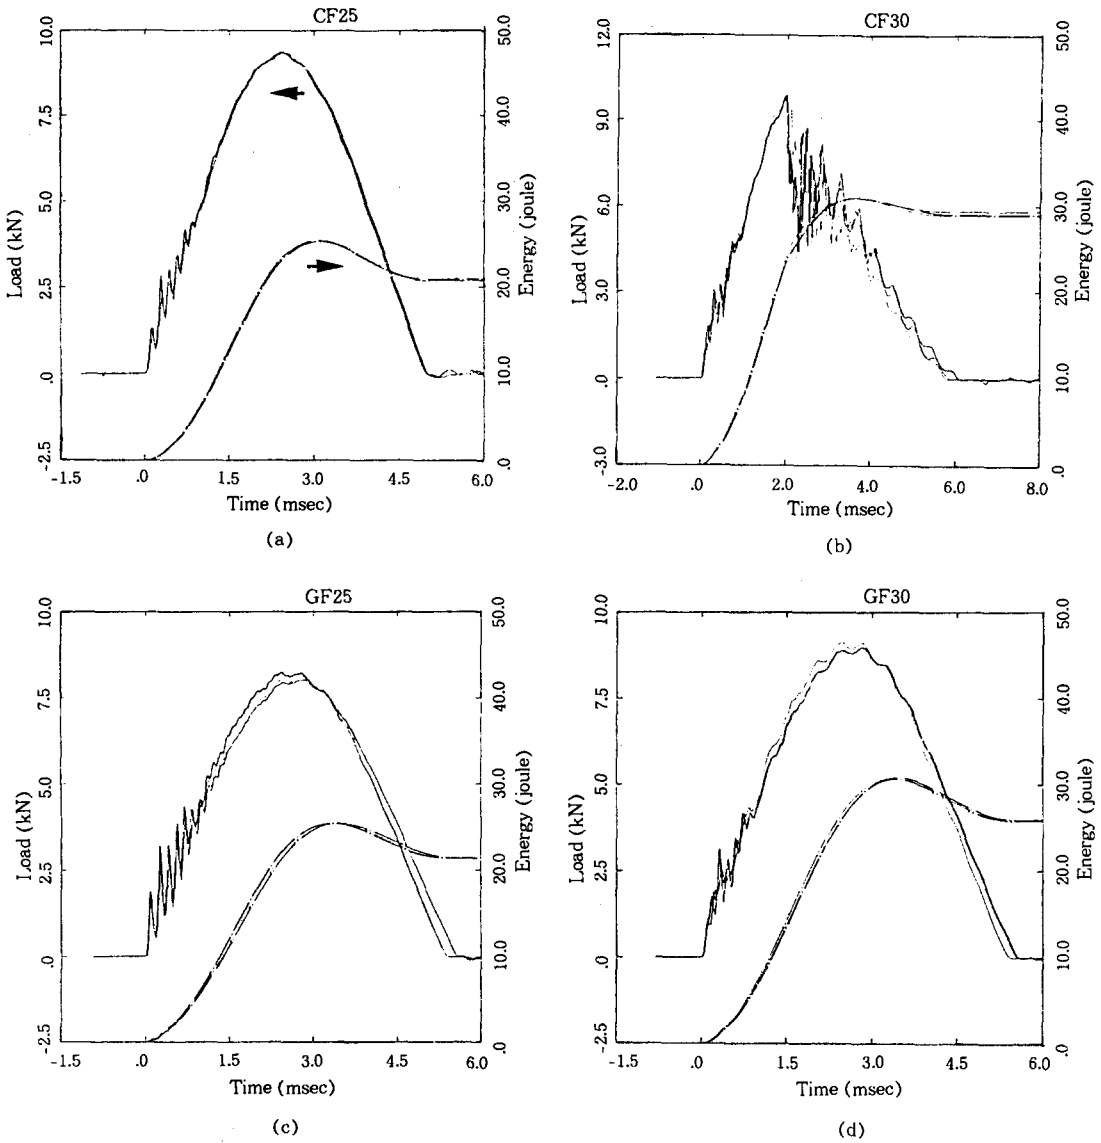 CF25
10.0
7.5
5.0
2.5
.0
-2.5
Load (kN)
50.0
40.0
30.0
20.0
10.0
.0
Energy (joule)
-1.5 .0 1.5 3.0 4.5 6.0
Time (msec)
(a)
CF30
12.0
9.0
6.0
3.0
.0
-3.0
Load (kN)
50.0
40.0
30.0
20.0
10.0
.0
Energy (joule)
-2.0 .0 2.0 4.0 6.0 8.0
Time (msec)
(b)
GF25
10.0
7.5
5.0
2.5
.0
-2.5
Load (kN)
50.0
40.0
30.0
20.0
10.0
.0
Energy (joule)
-1.5 .0 1.5 3.0 4.5 6.0
Time (msec)
(c)
GF30
10.0
7.5
5.0
2.5
.0
-2.5
Load (kN)
50.0
40.0
30.0
20.0
10.0
.0
Energy (joule)
-1.5 .0 1.5 3.0 4.5 6.0
Time (msec)
(d)